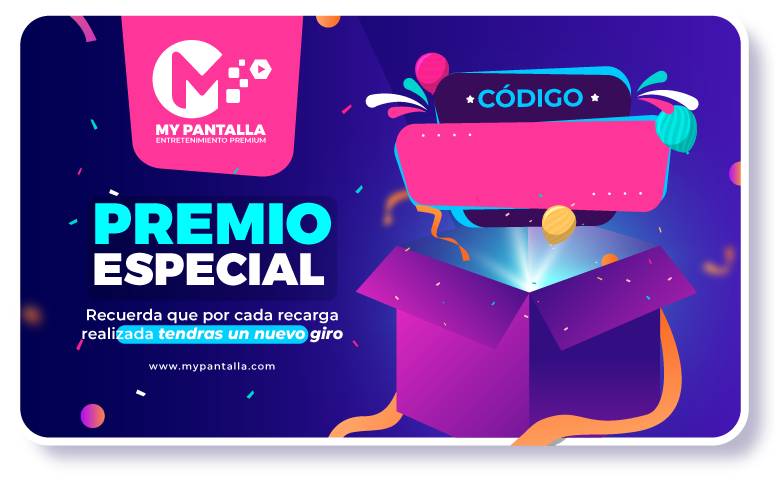 MY PANTALLA
ENTRETENIMIENTO PREMIUM
CÓDIGO
PREMIO
ESPECIAL
Recuerda que por cada recarga
realizada tendras un nuevo giro
www.mypantalla.com